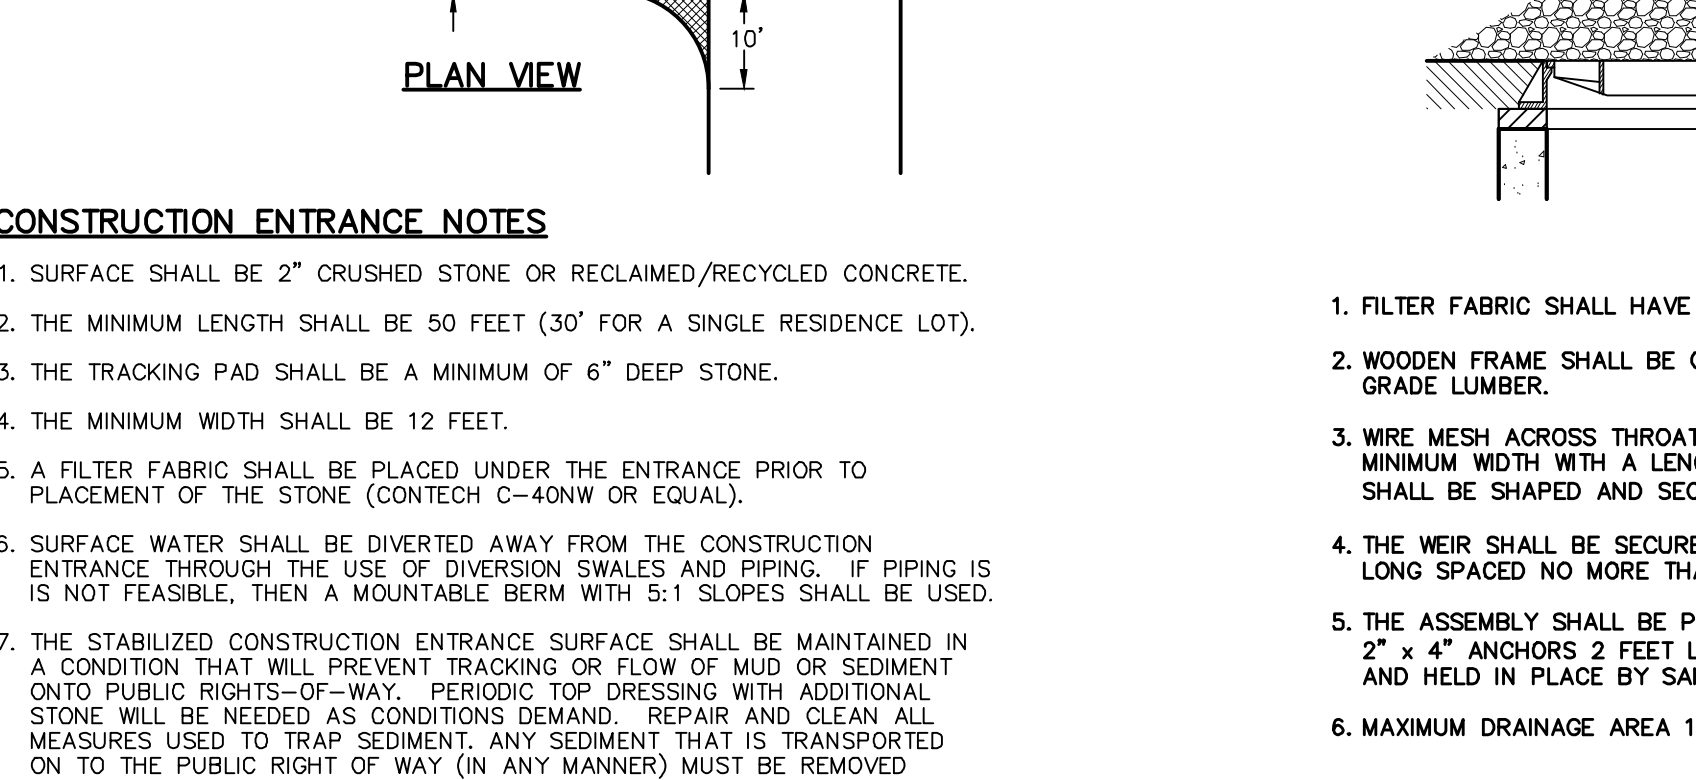 10'
PLAN VIEW
CONSTRUCTION ENTRANCE NOTES
1. SURFACE SHALL BE 2" CRUSHED STONE OR RECLAIMED/RECYCLED CONCRETE.
2. THE MINIMUM LENGTH SHALL BE 50 FEET (30' FOR A SINGLE RESIDENCE LOT).
3. THE TRACKING PAD SHALL BE A MINIMUM OF 6" DEEP STONE.
4. THE MINIMUM WIDTH SHALL BE 12 FEET.
5. A FILTER FABRIC SHALL BE PLACED UNDER THE ENTRANCE PRIOR TO
PLACEMENT OF THE STONE (CONTECH C-40NW OR EQUAL).
6. SURFACE WATER SHALL BE DIVERTED AWAY FROM THE CONSTRUCTION
ENTRANCE THROUGH THE USE OF DIVERSION SWALES AND PIPING. IF PIPING IS
IS NOT FEASIBLE, THEN A MOUNTABLE BERM WITH 5:1 SLOPES SHALL BE USED.
7. THE STABILIZED CONSTRUCTION ENTRANCE SURFACE SHALL BE MAINTAINED IN
A CONDITION THAT WILL PREVENT TRACKING OR FLOW OF MUD OR SEDIMENT
ONTO PUBLIC RIGHTS-OF-WAY. PERIODIC TOP DRESSING WITH ADDITIONAL
STONE WILL BE NEEDED AS CONDITIONS DEMAND. REPAIR AND CLEAN ALL
MEASURES USED TO TRAP SEDIMENT. ANY SEDIMENT THAT IS TRANSPORTED
ON TO THE PUBLIC RIGHT OF WAY (IN ANY MANNER) MUST BE REMOVED
1. FILTER FABRIC SHALL HAVE
2. WOODEN FRAME SHALL BE
GRADE LUMBER.
3. WIRE MESH ACROSS THROAT
MINIMUM WIDTH WITH A
SHALL BE SHAPED AND
4. THE WEIR SHALL BE
LONG SPACED NO MORE
5. THE ASSEMBLY SHALL BE
2" x 4" ANCHORS 2 FEET
AND HELD IN PLACE BY
6. MAXIMUM DRAINAGE AREA 1